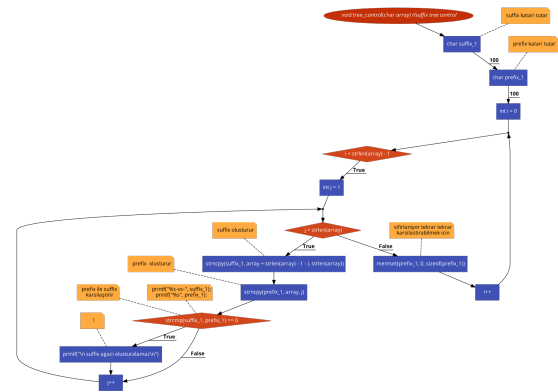 void tree_control(char array) //suffix tree control
suffix katari tutar
char suffix_1
prefix katari tutar
100
char prefix_1
100
int i = 0
i < strlen(array) - 1
True
int j = 1
suffix olusturur
j < strlen(array)
sifirlaniyor tekrar tekrar
karsilastirabilmek icin
True
False
strncpy(suffix_1, array + strlen(array) - 1 - i, strlen(array))
memset(prefix_1, 0, sizeof(prefix_1))
prefix olusturur
strncpy(prefix_1, array, j)
i++
prefix ile suffix
karsilaştirir
printf("%s-vs-", suffix_1);
printf("%s", prefix_1);
!
strcmp(suffix_1, prefix_1) == 0
True
False
printf("\n suffix agaci olusturalamaz\n")
j++